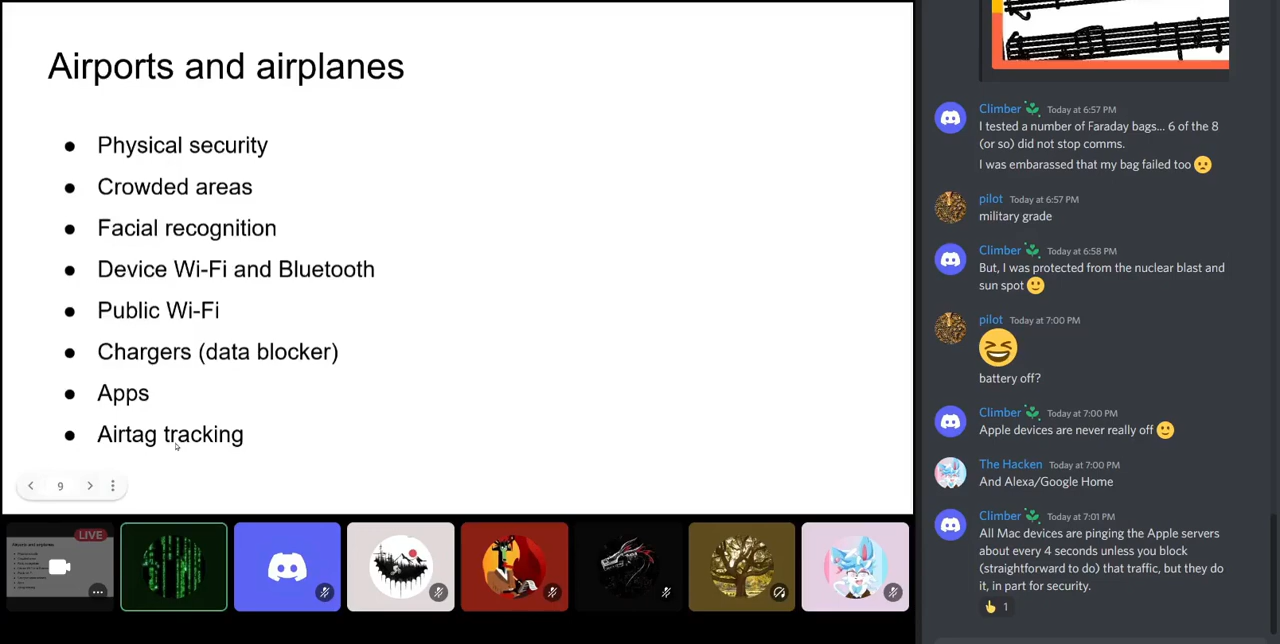 Airports and airplanes
● Physical security
● Crowded areas
● Facial recognition
● Device Wi-Fi and Bluetooth
● Public Wi-Fi
● Chargers (data blocker)
● Apps
● Airtag tracking
9
LIVE
Climber Today at 6:57 PM
I tested a number of Faraday bags... 6 of the 8
(or so) did not stop comms.
I was embarassed that my bag failed too 🙁
pilot Today at 6:57 PM
military grade
Climber Today at 6:58 PM
But, I was protected from the nuclear blast and
sun spot 🙂
pilot Today at 7:00 PM
😆
battery off?
Climber Today at 7:00 PM
Apple devices are never really off 🙂
The Hacken Today at 7:00 PM
And Alexa/Google Home
Climber Today at 7:01 PM
All Mac devices are pinging the Apple servers
about every 4 seconds unless you block
(straightforward to do) that traffic, but they do
it, in part for security.
👆 1